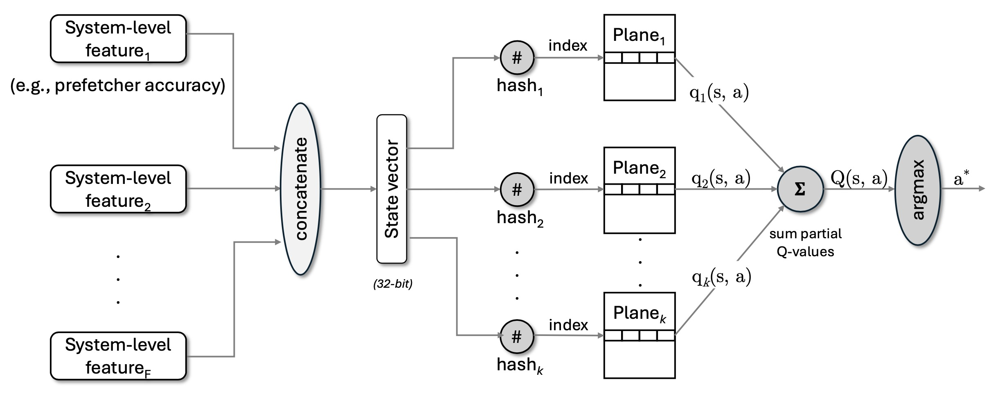 System-level
feature₁
(e.g., prefetcher accuracy)
System-level
feature₂
.
.
.
System-level
feature_F
concatenate
State vector
(32-bit)
#
hash₁
#
hash₂
.
.
.
#
hashₖ
index
index
index
Plane₁
Plane₂
.
.
.
Planeₖ
q₁(s, a)
q₂(s, a)
qₖ(s, a)
Σ
sum partial
Q-values
Q(s, a)
argmax
a*